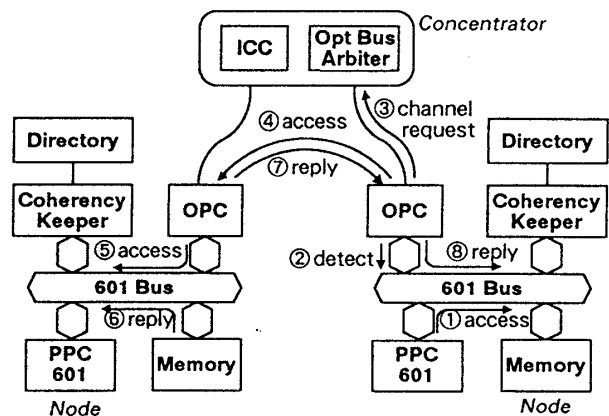 Concentrator
ICC
Opt Bus
Arbiter
③ channel
request
④ access
⑦ reply
Directory
Directory
Coherency
Keeper
OPC
OPC
Coherency
Keeper
⑤ access
② detect
⑧ reply
601 Bus
601 Bus
⑥ reply
① access
PPC
601
Memory
PPC
601
Memory
Node
Node